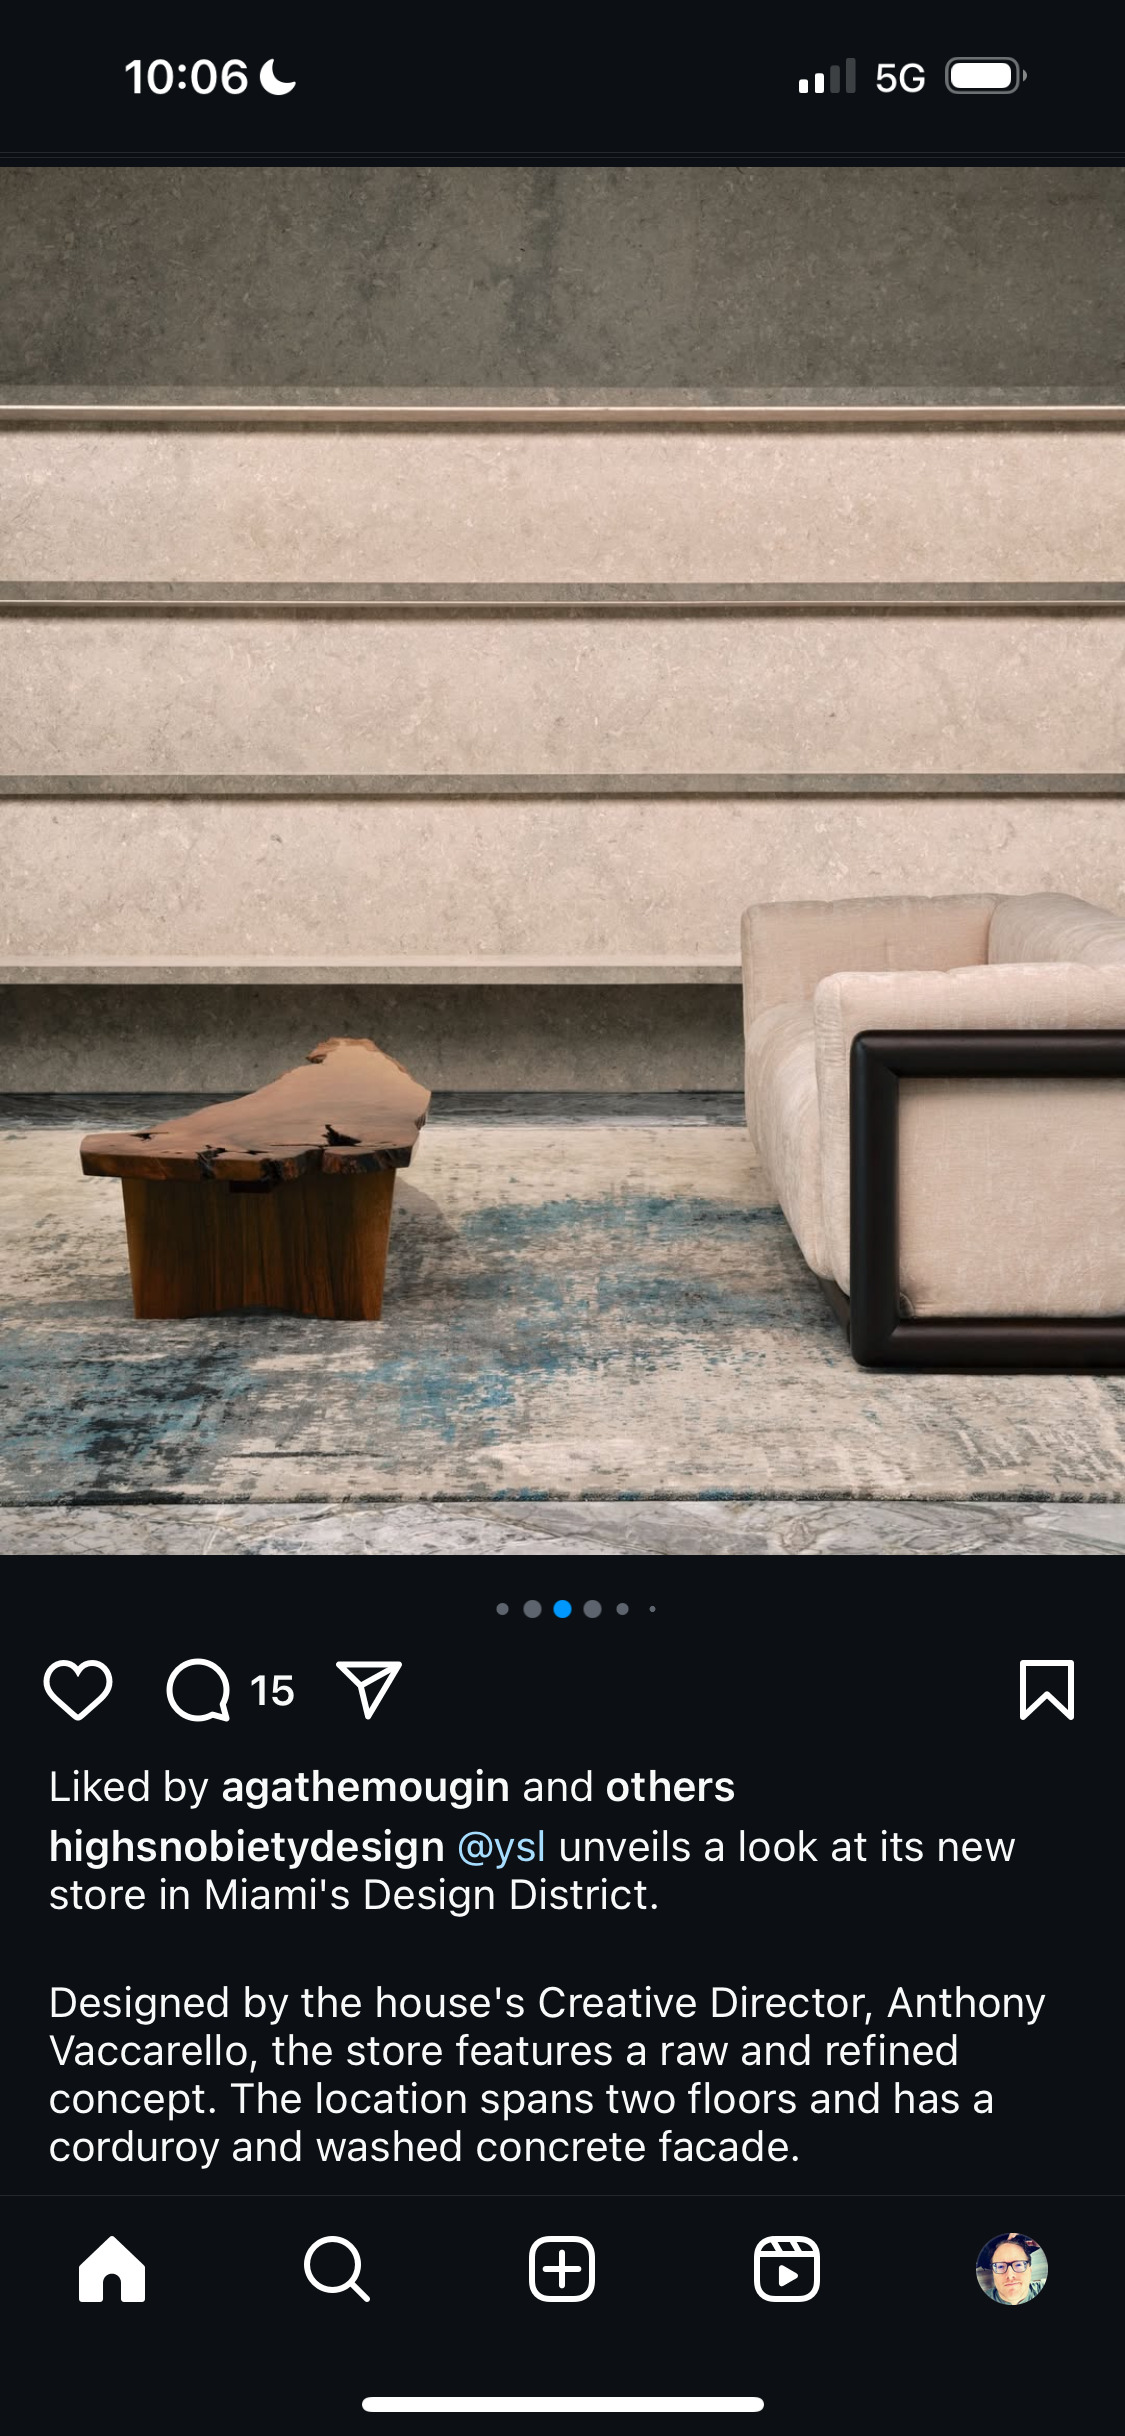 10:06
5G
15
Liked by agathemougin and others
highsnobietydesign @ysl unveils a look at its new
store in Miami's Design District.
Designed by the house's Creative Director, Anthony
Vaccarello, the store features a raw and refined
concept. The location spans two floors and has a
corduroy and washed concrete facade.